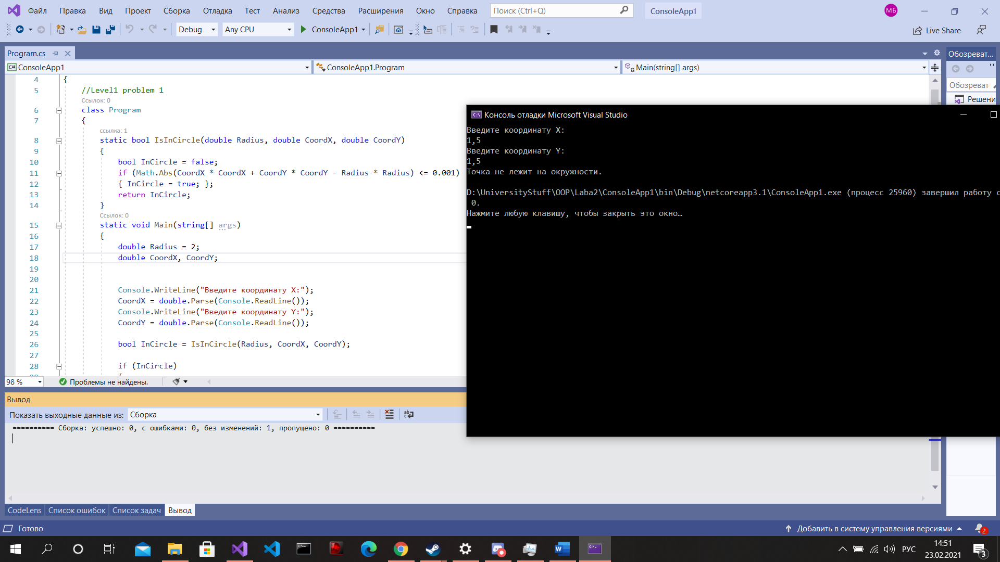 Файл Правка Вид Проект Сборка Отладка Тест Анализ Средства Расширения Окно Справка Поиск (Ctrl+Q) ConsoleApp1 МБ
Debug Any CPU ConsoleApp1 Live Share
Program.cs
ConsoleApp1 ConsoleApp1.Program Main(string[] args)
4 {
5 //Level1 problem 1
Ссылок: 0
6 class Program
7 {
ссылка: 1
8 static bool IsInCircle(double Radius, double CoordX, double CoordY)
9 {
10 bool InCircle = false;
11 if (Math.Abs(CoordX * CoordX + CoordY * CoordY - Radius * Radius) <= 0.001)
12 { InCircle = true; };
13 return InCircle;
14 }
Ссылок: 0
15 static void Main(string[] args)
16 {
17 double Radius = 2;
18 double CoordX, CoordY;
19
20
21 Console.WriteLine("Введите координату X:");
22 CoordX = double.Parse(Console.ReadLine());
23 Console.WriteLine("Введите координату Y:");
24 CoordY = double.Parse(Console.ReadLine());
25
26 bool InCircle = IsInCircle(Radius, CoordX, CoordY);
27
28 if (InCircle)
98 % Проблемы не найдены.
Обозреват...
Обозреват
Решени
Консоль отладки Microsoft Visual Studio
Введите координату X:
1,5
Введите координату Y:
1,5
Точка не лежит на окружности.
D:\UniversityStuff\OOP\Laba2\ConsoleApp1\bin\Debug\netcoreapp3.1\ConsoleApp1.exe (процесс 25960) завершил работу с
0.
Нажмите любую клавишу, чтобы закрыть это окно…
Вывод
Показать выходные данные из: Сборка
========== Сборка: успешно: 0, с ошибками: 0, без изменений: 1, пропущено: 0 ==========
CodeLens Список ошибок Список задач Вывод
Готово Добавить в систему управления версиями 2
РУС 14:51
23.02.2021 3